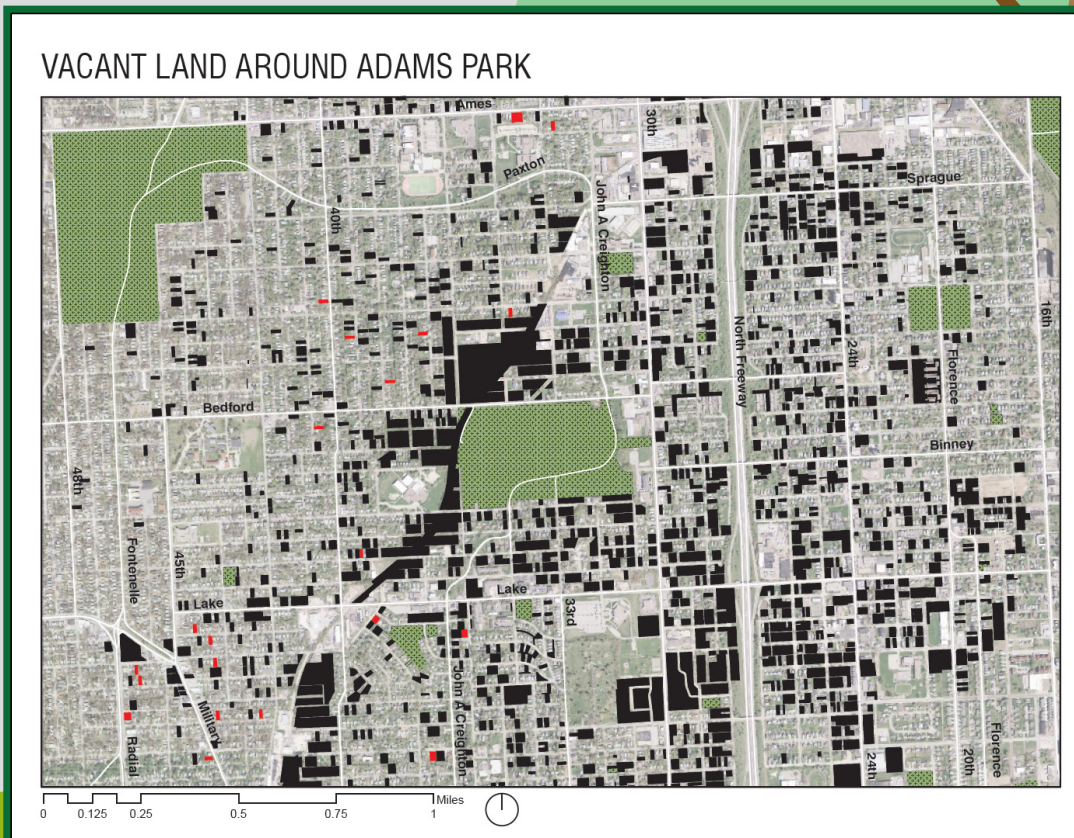 VACANT LAND AROUND ADAMS PARK
Ames
30th
Paxton
Sprague
John A Creighton
40th
16th
North Freeway
24th
Florence
Bedford
Binney
48th
Fontenelle
45th
Lake
Lake
33rd
John A Creighton
Military
Radial
24th
20th
Florence
0 0.125 0.25 0.5 0.75 1 Miles